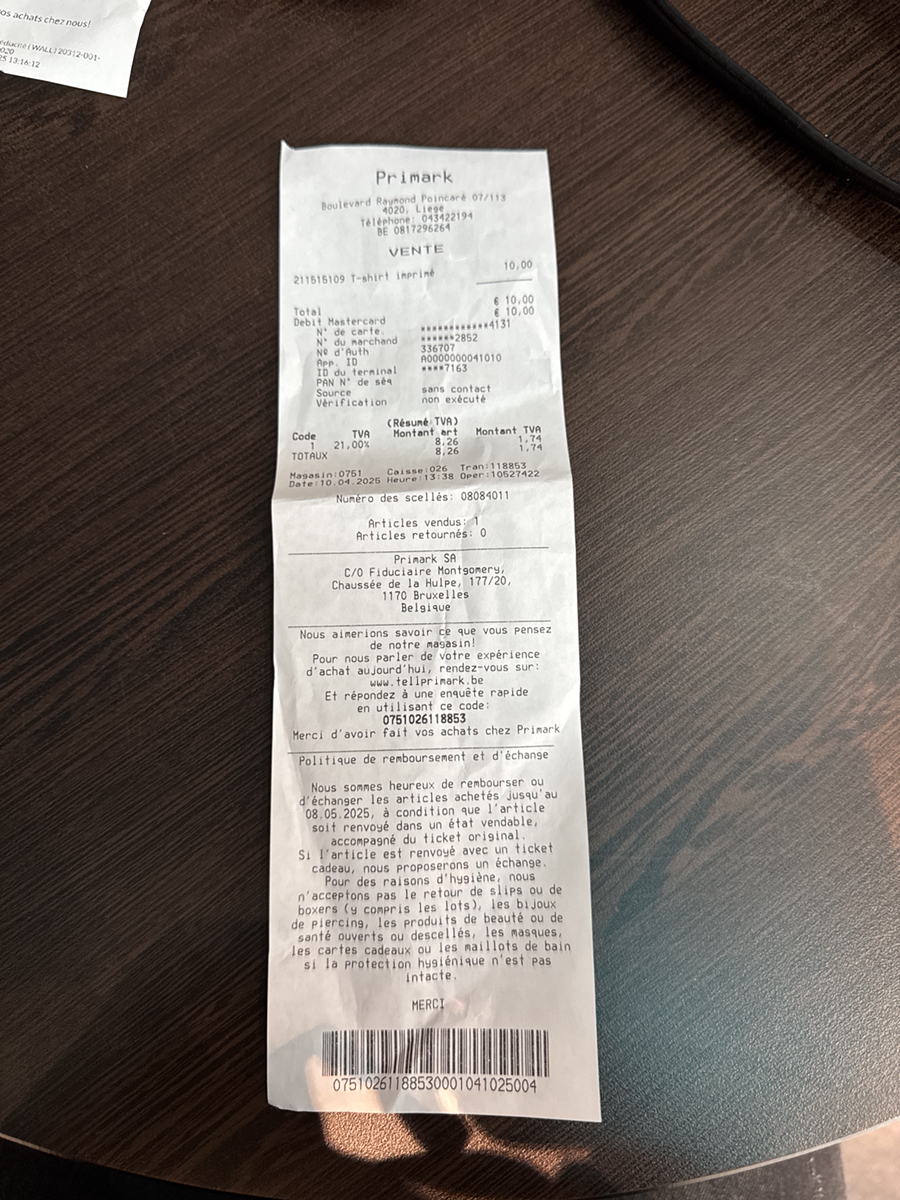 os achats chez nous!
(WALL) 20312-001-
020
25 13:16:12
Primark
Boulevard Raymond Poincaré 07/113
4020, Liege
Téléphone: 043422194
BE 0817296264
VENTE
211515109 T-shirt imprimé 10,00
Total € 10,00
Debit Mastercard € 10,00
N° de carte. ************4131
N° du marchand ******2852
Nº d'Auth 336707
App. ID A0000000041010
ID du terminal ****7163
PAN N° de séq
Source sans contact
Vérification non exécuté
(Résumé TVA)
Code TVA Montant art Montant TVA
1 21,00% 8,26 1,74
TOTAUX 8,26 1,74
Magasin:0751 Caisse:026 Tran:118853
Date:10.04.2025 Heure:13:38 Oper:10527422
Numéro des scellés: 08084011
Articles vendus: 1
Articles retournés: 0
Primark SA
C/O Fiduciaire Montgomery,
Chaussée de la Hulpe, 177/20,
1170 Bruxelles
Belgique
Nous aimerions savoir ce que vous pensez
de notre magasin!
Pour nous parler de votre expérience
d'achat aujourd'hui, rendez-vous sur:
www.tellprimark.be
Et répondez à une enquête rapide
en utilisant ce code:
0751026118853
Merci d'avoir fait vos achats chez Primark
Politique de remboursement et d'échange
Nous sommes heureux de rembourser ou
d'échanger les articles achetés jusqu'au
08.05.2025, à condition que l'article
soit renvoyé dans un état vendable,
accompagné du ticket original.
Si l'article est renvoyé avec un ticket
cadeau, nous proposerons un échange.
Pour des raisons d'hygiène, nous
n'acceptons pas le retour de slips ou de
boxers (y compris les lots), les bijoux
de piercing, les produits de beauté ou de
santé ouverts ou descellés, les masques,
les cartes cadeaux ou les maillots de bain
si la protection hygiénique n'est pas
intacte.
MERCI
07510261188530001041025004